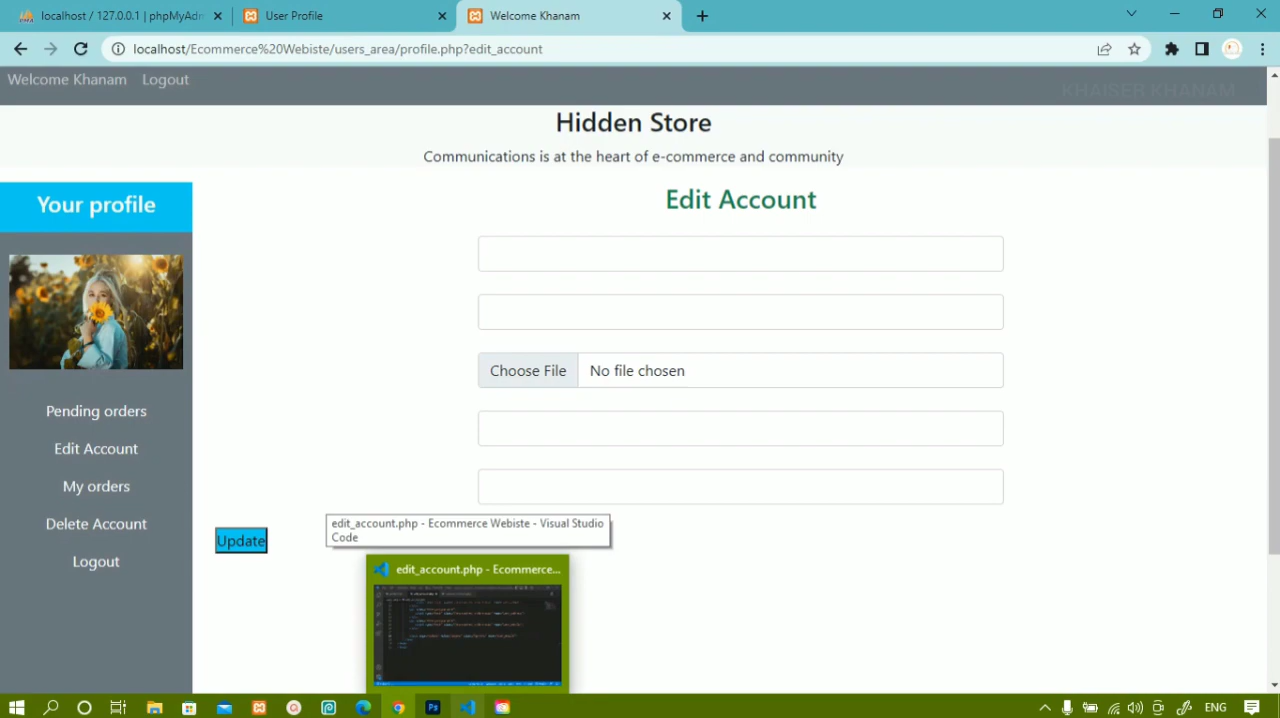 localhost / 127.0.0.1 | phpMyAdm
User Profile
Welcome Khanam
localhost/Ecommerce%20Webiste/users_area/profile.php?edit_account
Welcome Khanam
Logout
KHAISER KHANAM
Hidden Store
Communications is at the heart of e-commerce and community
Your profile
Edit Account
Choose File
No file chosen
Pending orders
Edit Account
My orders
Delete Account
Logout
Update
edit_account.php - Ecommerce Webiste - Visual Studio
Code
edit_account.php - Ecommerce...
ENG